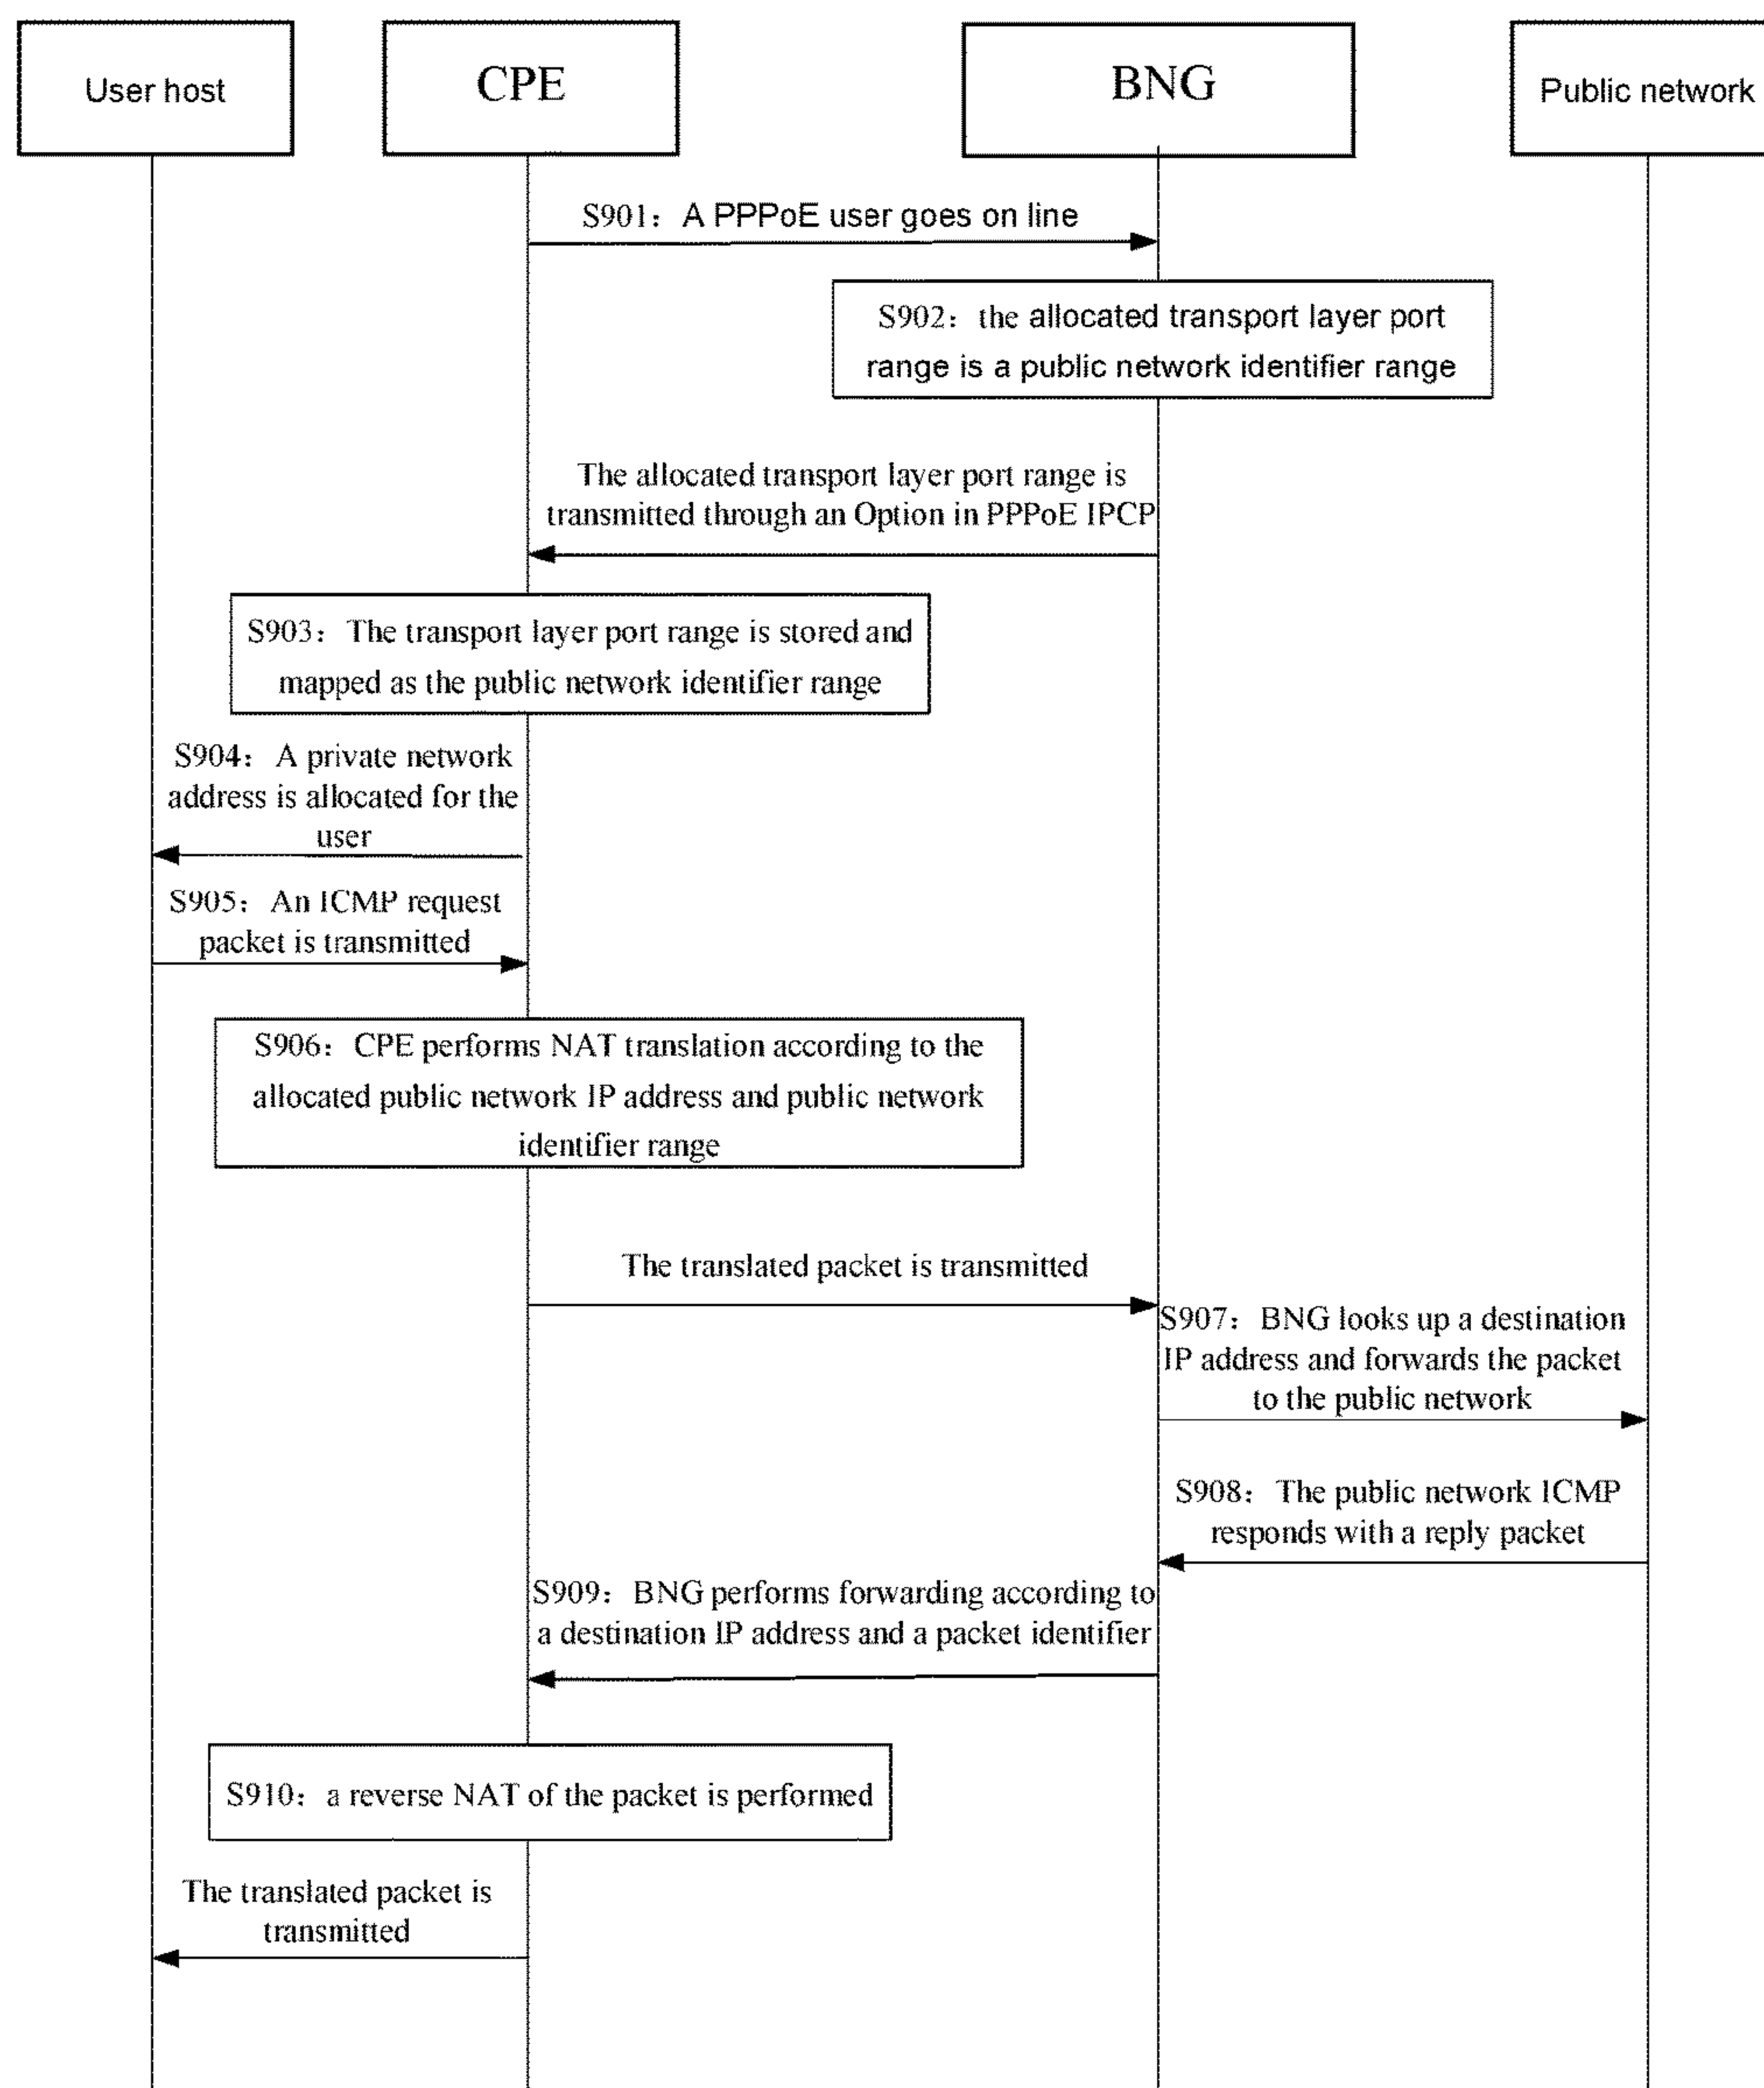 User host
CPE
BNG
Public network
S901：A PPPoE user goes on line
S902：the allocated transport layer port
range is a public network identifier range
The allocated transport layer port range is
transmitted through an Option in PPPoE IPCP
S903：The transport layer port range is stored and
mapped as the public network identifier range
S904：A private network
address is allocated for the
user
S905：An ICMP request
packet is transmitted
S906：CPE performs NAT translation according to the
allocated public network IP address and public network
identifier range
The translated packet is transmitted
S907：BNG looks up a destination
IP address and forwards the packet
to the public network
S908：The public network ICMP
responds with a reply packet
S909：BNG performs forwarding according to
a destination IP address and a packet identifier
S910：a reverse NAT of the packet is performed
The translated packet is
transmitted